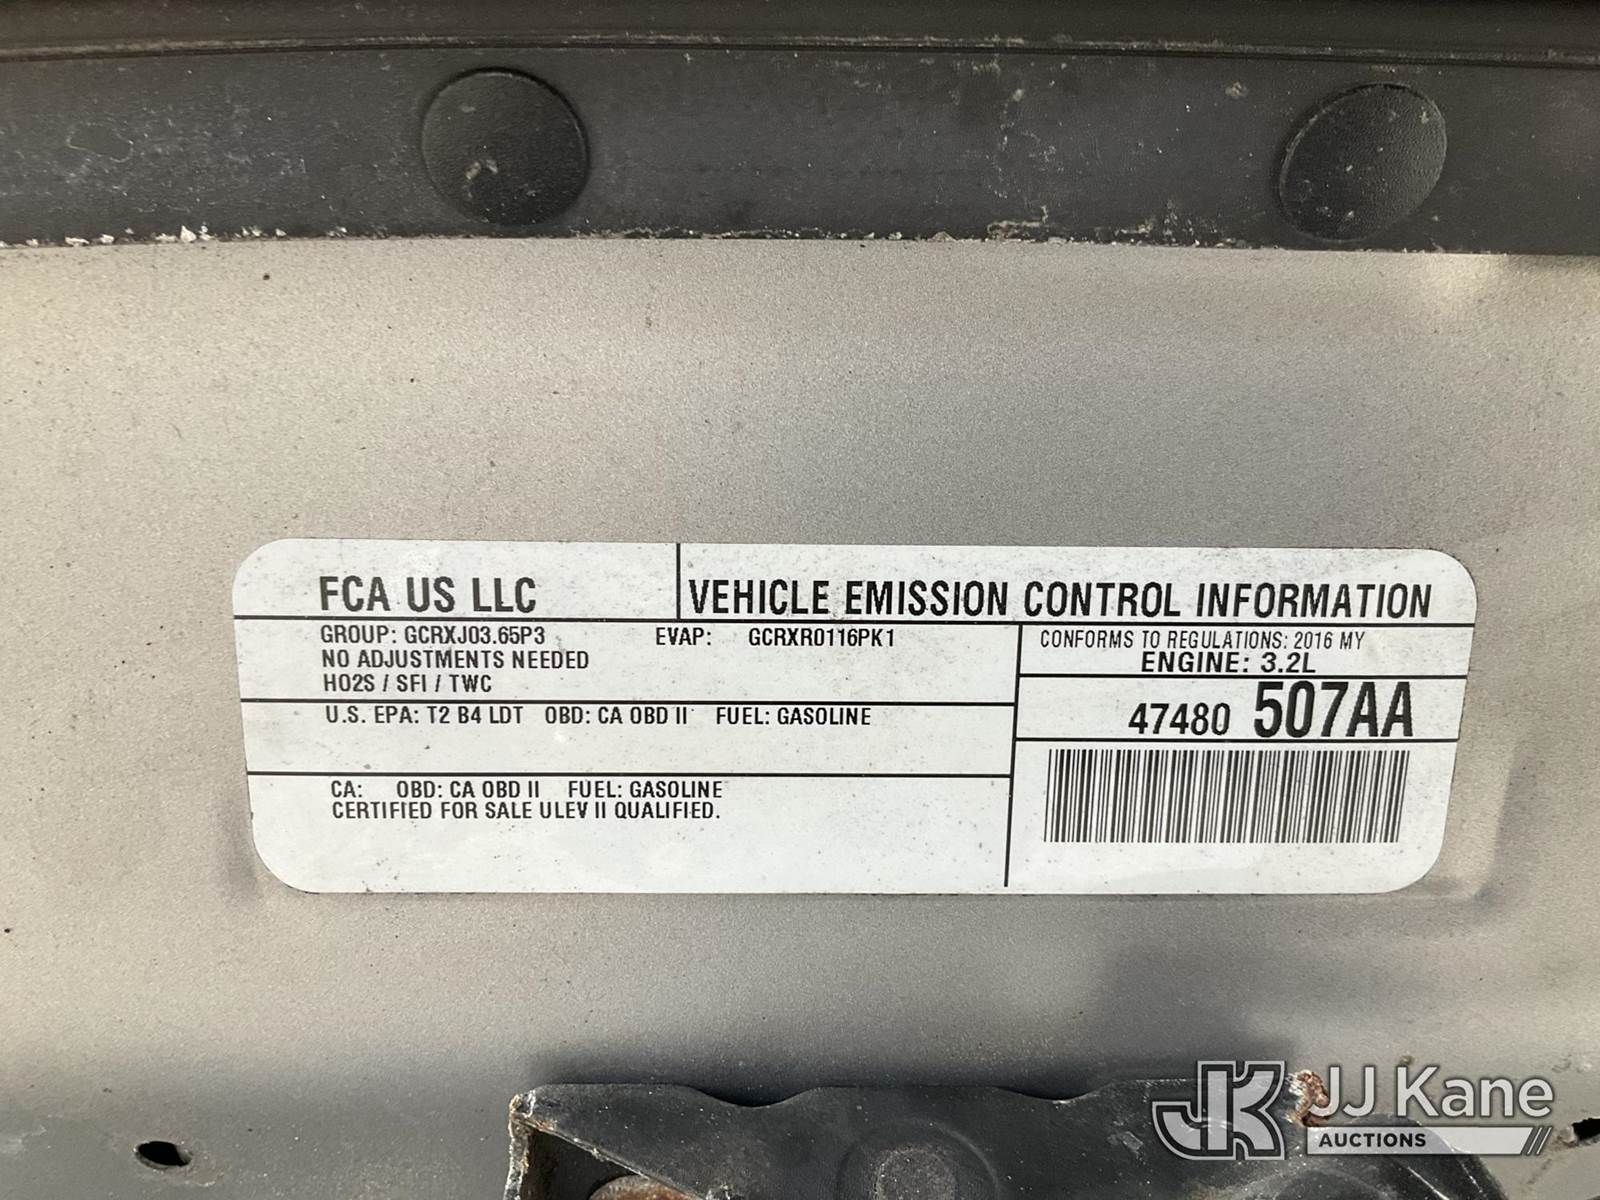 FCA US LLC
VEHICLE EMISSION CONTROL INFORMATION
GROUP: GCRXJ03.65P3 EVAP: GCRXR0116PK1
NO ADJUSTMENTS NEEDED
HO2S / SFI / TWC
CONFORMS TO REGULATIONS: 2016 MY
ENGINE: 3.2L
U.S. EPA: T2 B4 LDT OBD: CA OBD II FUEL: GASOLINE
47480 507AA
CA: OBD: CA OBD II FUEL: GASOLINE
CERTIFIED FOR SALE ULEV II QUALIFIED.
JK JJ Kane
AUCTIONS